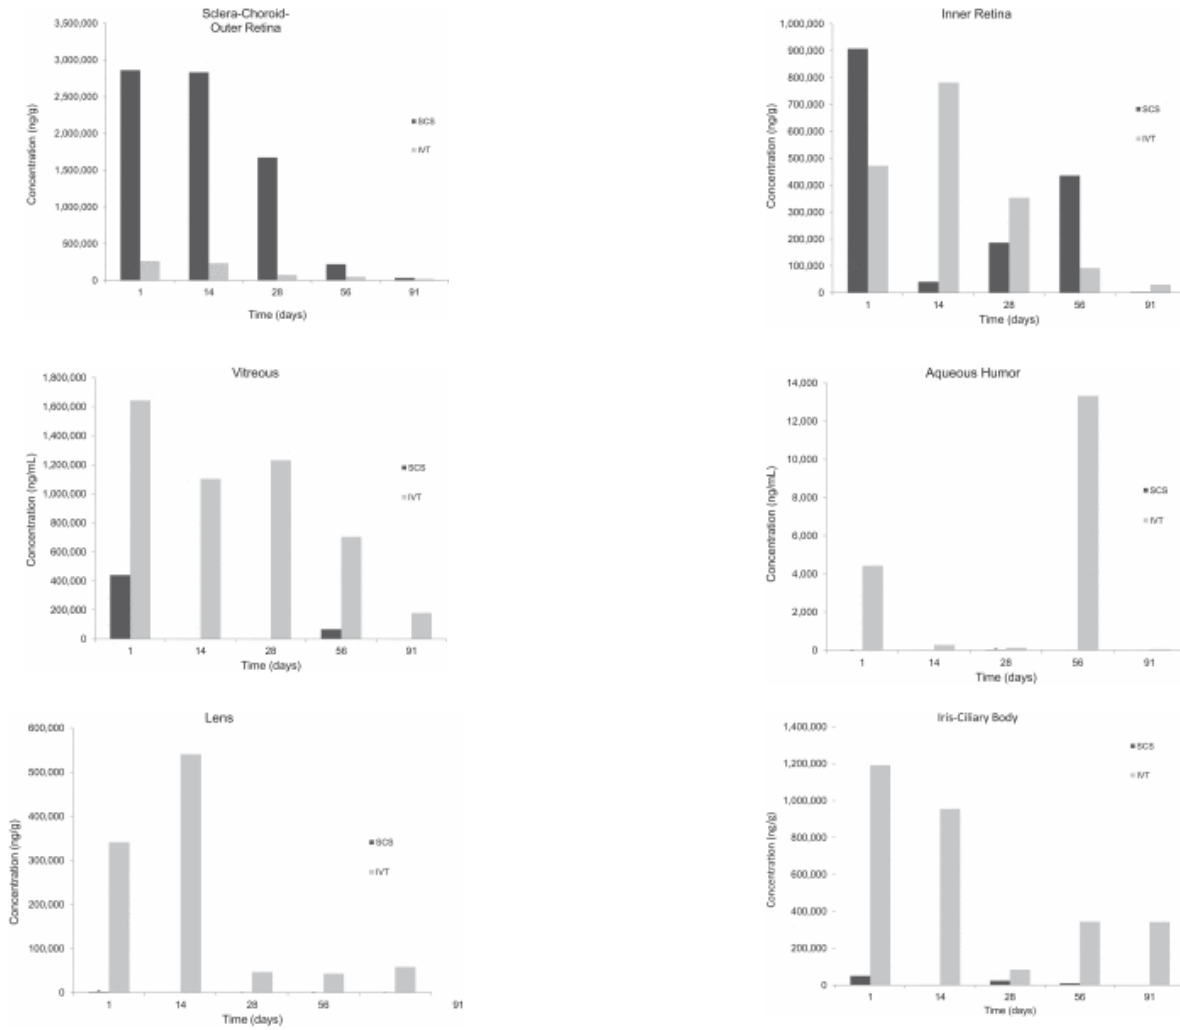 Sclera-Choroid-
Outer Retina
3,500,000
3,000,000
2,500,000
2,000,000
1,500,000
1,000,000
500,000
0
Concentration (ng/g)
SCS
IVT
1 14 28 56 91
Time (days)
Inner Retina
1,000,000
900,000
800,000
700,000
600,000
500,000
400,000
300,000
200,000
100,000
0
Concentration (ng/g)
SCS
IVT
1 14 28 56 91
Time (days)
Vitreous
1,800,000
1,600,000
1,400,000
1,200,000
1,000,000
800,000
600,000
400,000
200,000
0
Concentration (ng/mL)
SCS
IVT
1 14 28 56 91
Time (days)
Aqueous Humor
14,000
12,000
10,000
8,000
6,000
4,000
2,000
0
Concentration (ng/mL)
SCS
IVT
1 14 28 56 91
Time (days)
Lens
600,000
500,000
400,000
300,000
200,000
100,000
0
Concentration (ng/g)
SCS
IVT
1 14 28 56 91
Time (days)
Iris-Ciliary Body
1,400,000
1,200,000
1,000,000
800,000
600,000
400,000
200,000
0
Concentration (ng/g)
SCS
IVT
1 14 28 56 91
Time (days)